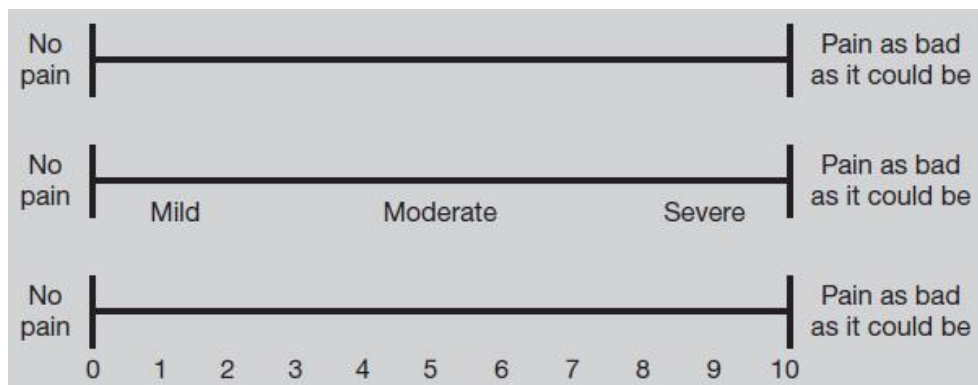 No
pain
Pain as bad
as it could be
No
pain
Pain as bad
as it could be
Mild Moderate Severe
No
pain
Pain as bad
as it could be
0 1 2 3 4 5 6 7 8 9 10